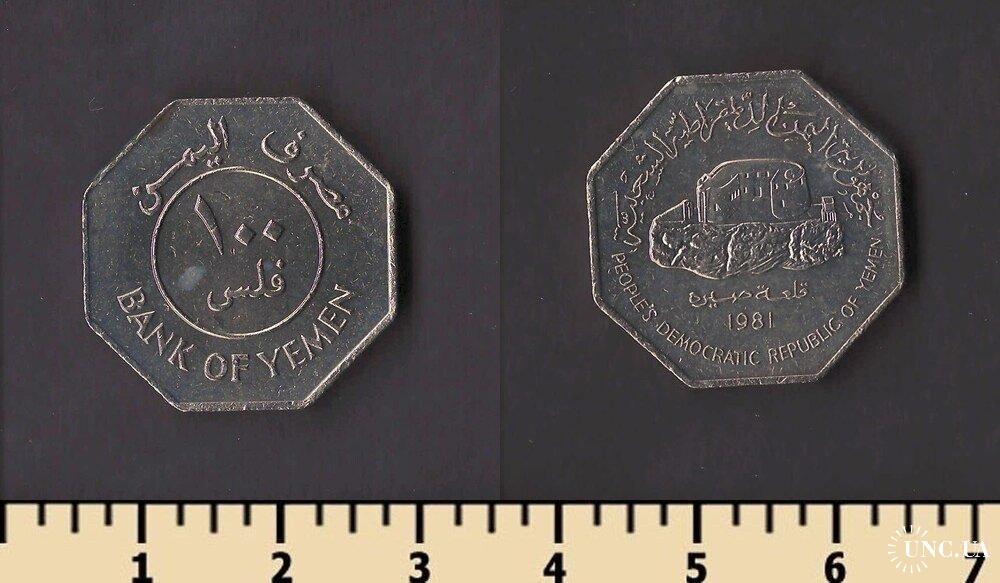 مصرف اليمن
١٠٠
فلس
BANK OF YEMEN
جمهورية اليمن الديمقراطية الشعبية
قلعة صيرة
1981
PEOPLE'S DEMOCRATIC REPUBLIC OF YEMEN
1 2 3 4 5 6 7
UNC.UA